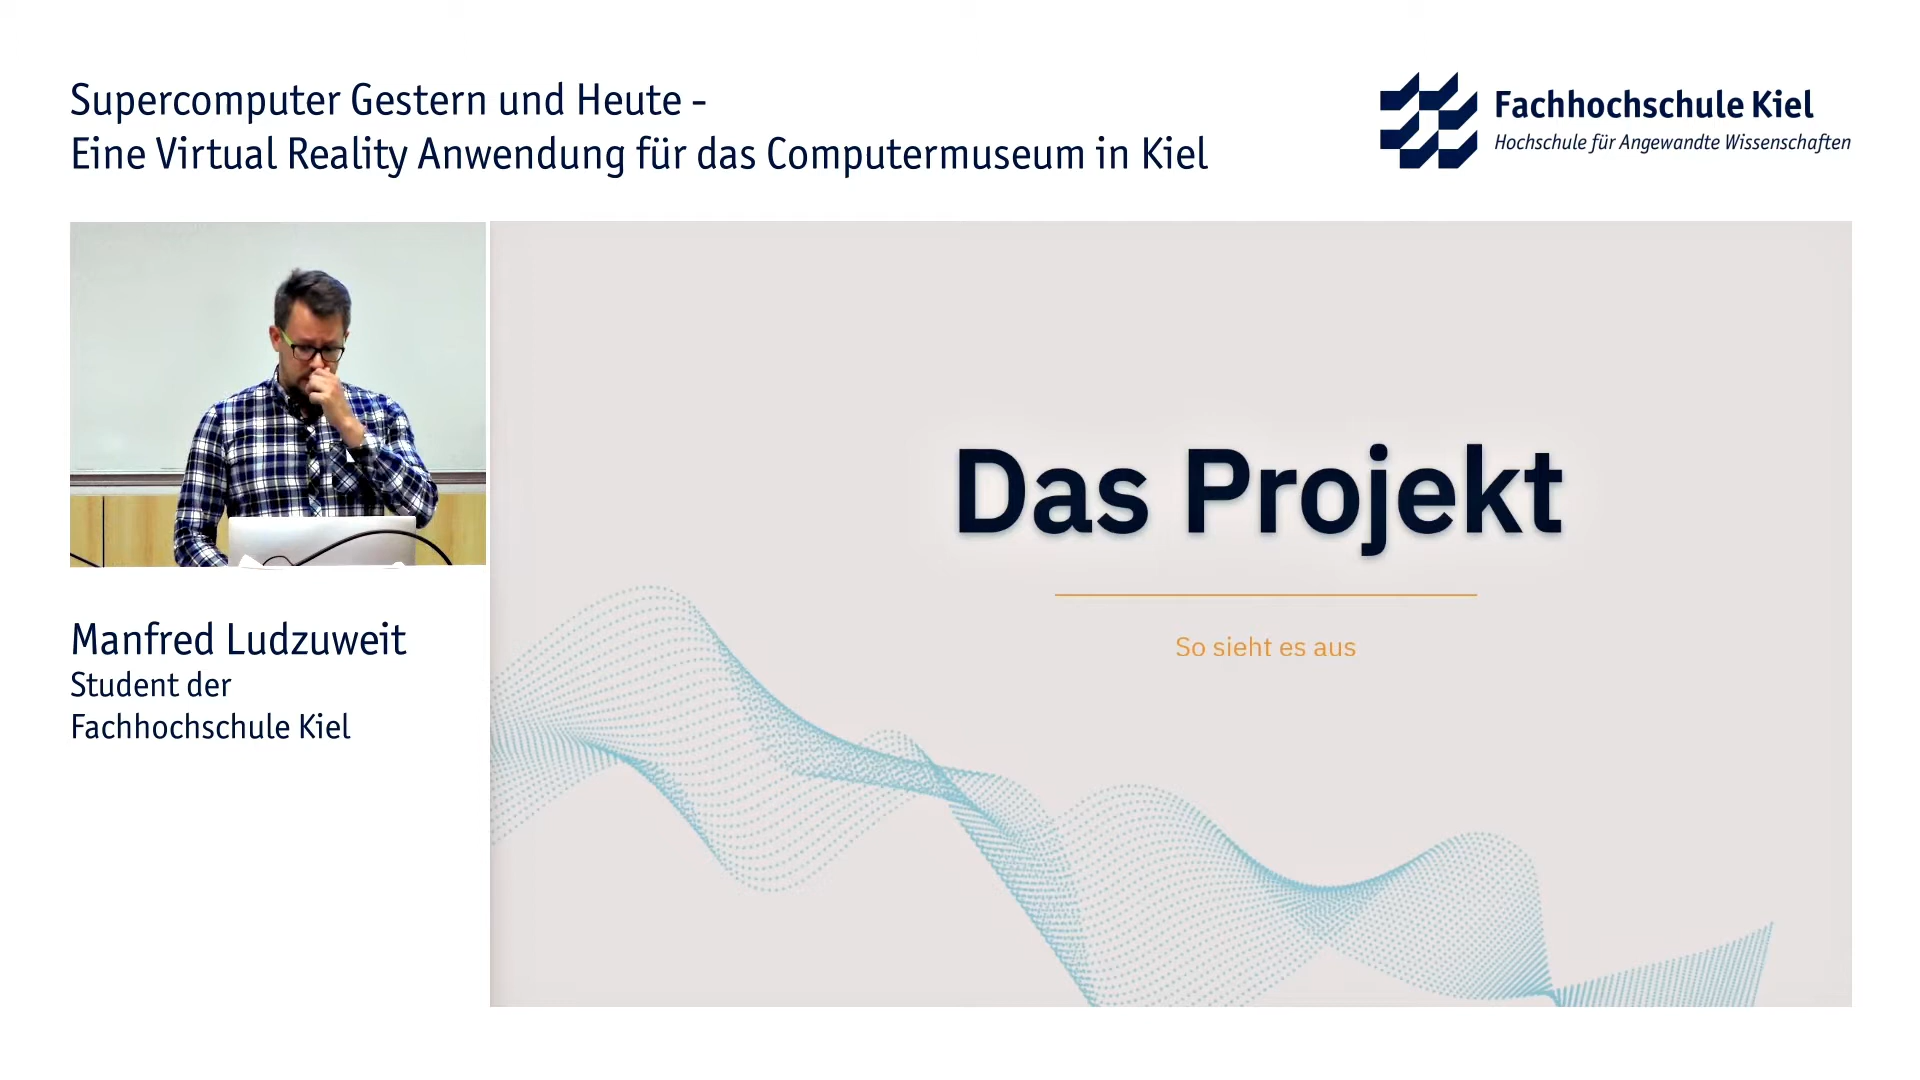 Supercomputer Gestern und Heute -
Eine Virtual Reality Anwendung für das Computermuseum in Kiel
Fachhochschule Kiel
Hochschule für Angewandte Wissenschaften
Das Projekt
So sieht es aus
Manfred Ludzuweit
Student der
Fachhochschule Kiel